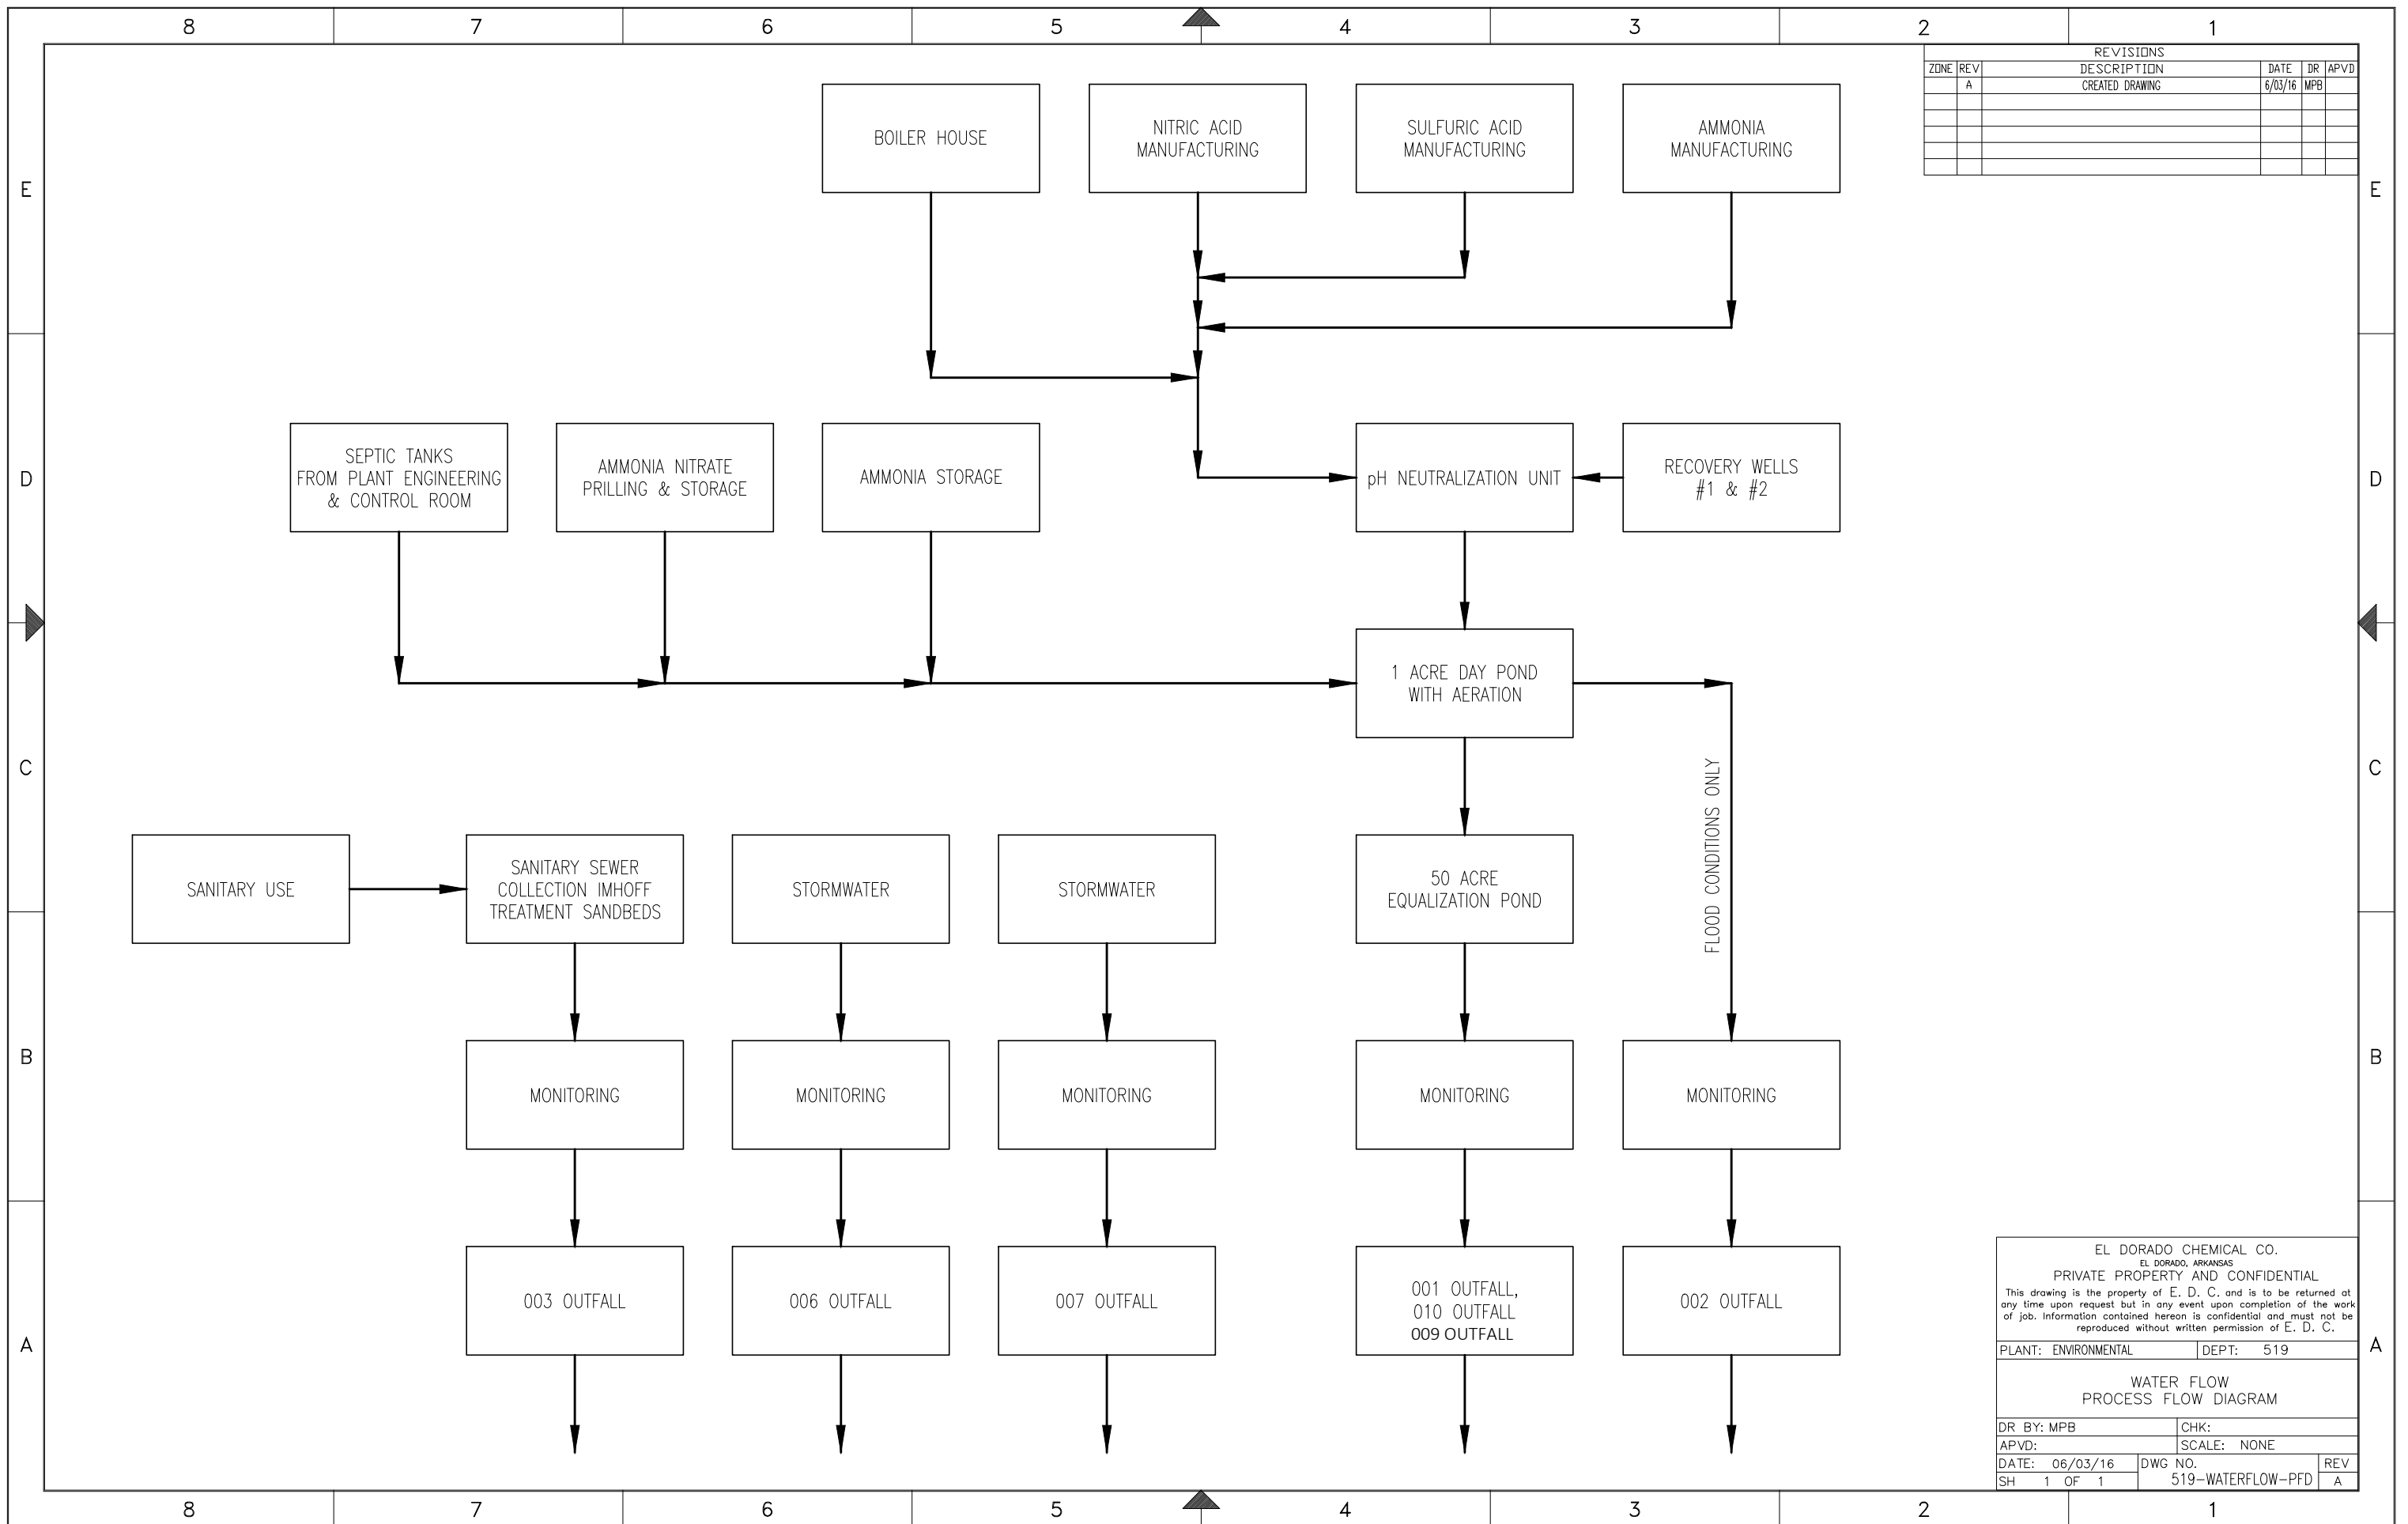 8 7 6 5 4 3 2 1
REVISIONS
ZONE REV DESCRIPTION DATE DR APVD
A CREATED DRAWING 6/03/16 MPB
BOILER HOUSE
NITRIC ACID
MANUFACTURING
SULFURIC ACID
MANUFACTURING
AMMONIA
MANUFACTURING
E E
SEPTIC TANKS
FROM PLANT ENGINEERING
& CONTROL ROOM
AMMONIA NITRATE
PRILLING & STORAGE
AMMONIA STORAGE
pH NEUTRALIZATION UNIT
RECOVERY WELLS
#1 & #2
D D
1 ACRE DAY POND
WITH AERATION
FLOOD CONDITIONS ONLY
C C
SANITARY USE
SANITARY SEWER
COLLECTION IMHOFF
TREATMENT SANDBEDS
STORMWATER
STORMWATER
50 ACRE
EQUALIZATION POND
B B
MONITORING
MONITORING
MONITORING
MONITORING
MONITORING
003 OUTFALL
006 OUTFALL
007 OUTFALL
001 OUTFALL,
010 OUTFALL
009 OUTFALL
002 OUTFALL
A A
EL DORADO CHEMICAL CO.
EL DORADO, ARKANSAS
PRIVATE PROPERTY AND CONFIDENTIAL
This drawing is the property of E. D. C. and is to be returned at
any time upon request but in any event upon completion of the work
of job. Information contained hereon is confidential and must not be
reproduced without written permission of E. D. C.
PLANT: ENVIRONMENTAL DEPT: 519
WATER FLOW
PROCESS FLOW DIAGRAM
DR BY: MPB CHK:
APVD: SCALE: NONE
DATE: 06/03/16 DWG NO. REV
SH 1 OF 1 519-WATERFLOW-PFD A
8 7 6 5 4 3 2 1